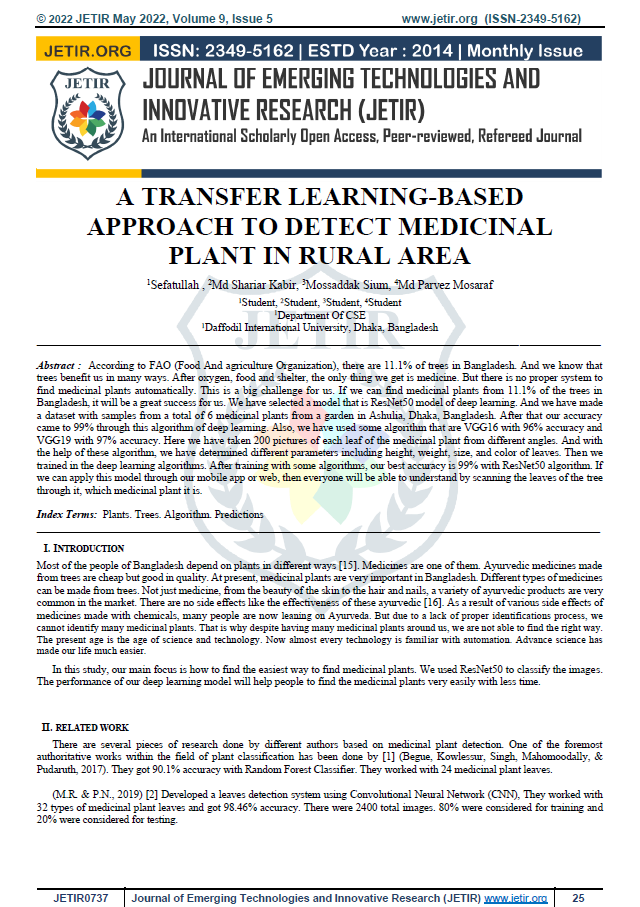 © 2022 JETIR May 2022, Volume 9, Issue 5 www.jetir.org (ISSN-2349-5162)
JETIR.ORG ISSN: 2349-5162 | ESTD Year : 2014 | Monthly Issue
JETIR
JOURNAL OF EMERGING TECHNOLOGIES AND
INNOVATIVE RESEARCH (JETIR)
An International Scholarly Open Access, Peer-reviewed, Refereed Journal
A TRANSFER LEARNING-BASED
APPROACH TO DETECT MEDICINAL
PLANT IN RURAL AREA
¹Sefatullah , ²Md Shariar Kabir, ³Mossaddak Sium, ⁴Md Parvez Mosaraf
¹Student, ²Student, ³Student, ⁴Student
¹Department Of CSE
¹Daffodil International University, Dhaka, Bangladesh
JETIR
Abstract : According to FAO (Food And agriculture Organization), there are 11.1% of trees in Bangladesh. And we know that
trees benefit us in many ways. After oxygen, food and shelter, the only thing we get is medicine. But there is no proper system to
find medicinal plants automatically. This is a big challenge for us. If we can find medicinal plants from 11.1% of the trees in
Bangladesh, it will be a great success for us. We have selected a model that is ResNet50 model of deep learning. And we have made
a dataset with samples from a total of 6 medicinal plants from a garden in Ashulia, Dhaka, Bangladesh. After that our accuracy
came to 99% through this algorithm of deep learning. Also, we have used some algorithm that are VGG16 with 96% accuracy and
VGG19 with 97% accuracy. Here we have taken 200 pictures of each leaf of the medicinal plant from different angles. And with
the help of these algorithm, we have determined different parameters including height, weight, size, and color of leaves. Then we
trained in the deep learning algorithms. After training with some algorithms, our best accuracy is 99% with ResNet50 algorithm. If
we can apply this model through our mobile app or web, then everyone will be able to understand by scanning the leaves of the tree
through it, which medicinal plant it is.
Index Terms: Plants. Trees. Algorithm. Predictions
I. INTRODUCTION
Most of the people of Bangladesh depend on plants in different ways [15]. Medicines are one of them. Ayurvedic medicines made
from trees are cheap but good in quality. At present, medicinal plants are very important in Bangladesh. Different types of medicines
can be made from trees. Not just medicine, from the beauty of the skin to the hair and nails, a variety of ayurvedic products are very
common in the market. There are no side effects like the effectiveness of these ayurvedic [16]. As a result of various side effects of
medicines made with chemicals, many people are now leaning on Ayurveda. But due to a lack of proper identifications process, we
cannot identify many medicinal plants. That is why despite having many medicinal plants around us, we are not able to find the right way.
The present age is the age of science and technology. Now almost every technology is familiar with automation. Advance science has
made our life much easier.
In this study, our main focus is how to find the easiest way to find medicinal plants. We used ResNet50 to classify the images.
The performance of our deep learning model will help people to find the medicinal plants very easily with less time.
II. RELATED WORK
There are several pieces of research done by different authors based on medicinal plant detection. One of the foremost
authoritative works within the field of plant classification has been done by [1] (Begue, Kowlessur, Singh, Mahomoodally, &
Pudaruth, 2017). They got 90.1% accuracy with Random Forest Classifier. They worked with 24 medicinal plant leaves.
(M.R. & P.N., 2019) [2] Developed a leaves detection system using Convolutional Neural Network (CNN), They worked with
32 types of medicinal plant leaves and got 98.46% accuracy. There were 2400 total images. 80% were considered for training and
20% were considered for testing.
JETIR0737 Journal of Emerging Technologies and Innovative Research (JETIR) www.jetir.org 25